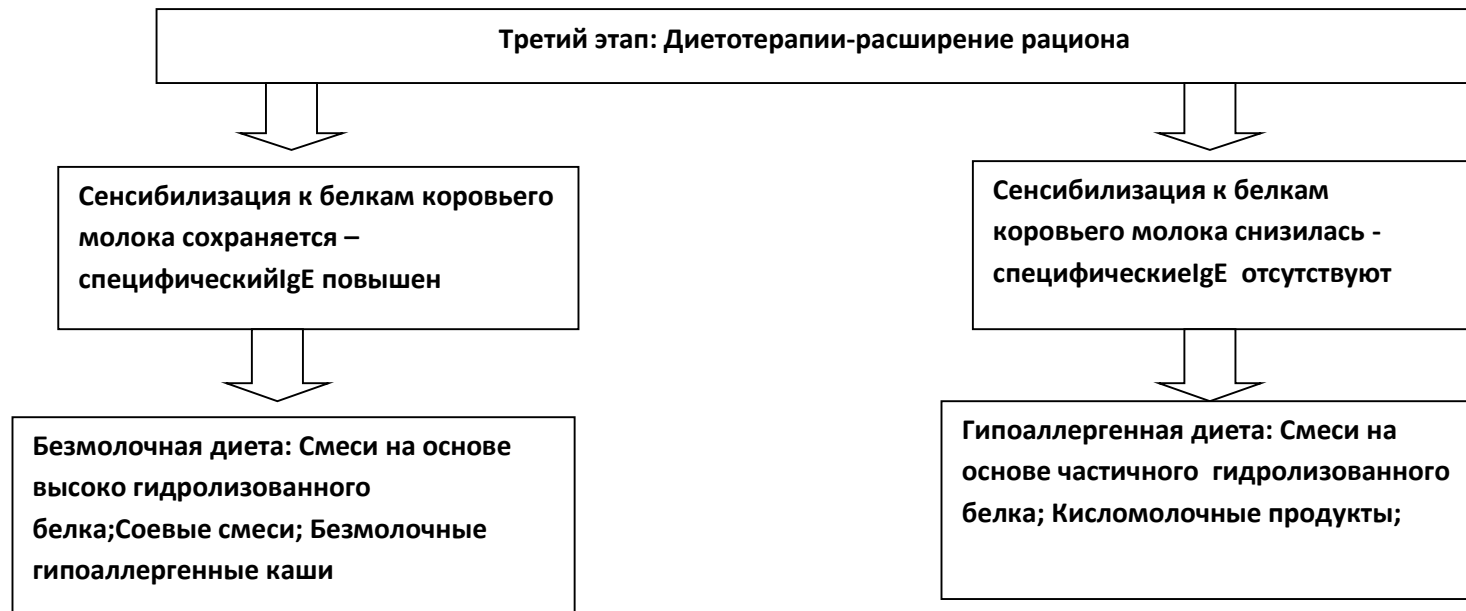 Третий этап: Диетотерапии-расширение рациона
Сенсибилизация к белкам коровьего
молока сохраняется –
специфическийIgE повышен
Сенсибилизация к белкам
коровьего молока снизилась -
специфическиеIgE отсутствуют
Безмолочная диета: Смеси на основе
высоко гидролизованного
белка;Соевые смеси; Безмолочные
гипоаллергенные каши
Гипоаллергенная диета: Смеси на
основе частичного гидролизованного
белка; Кисломолочные продукты;